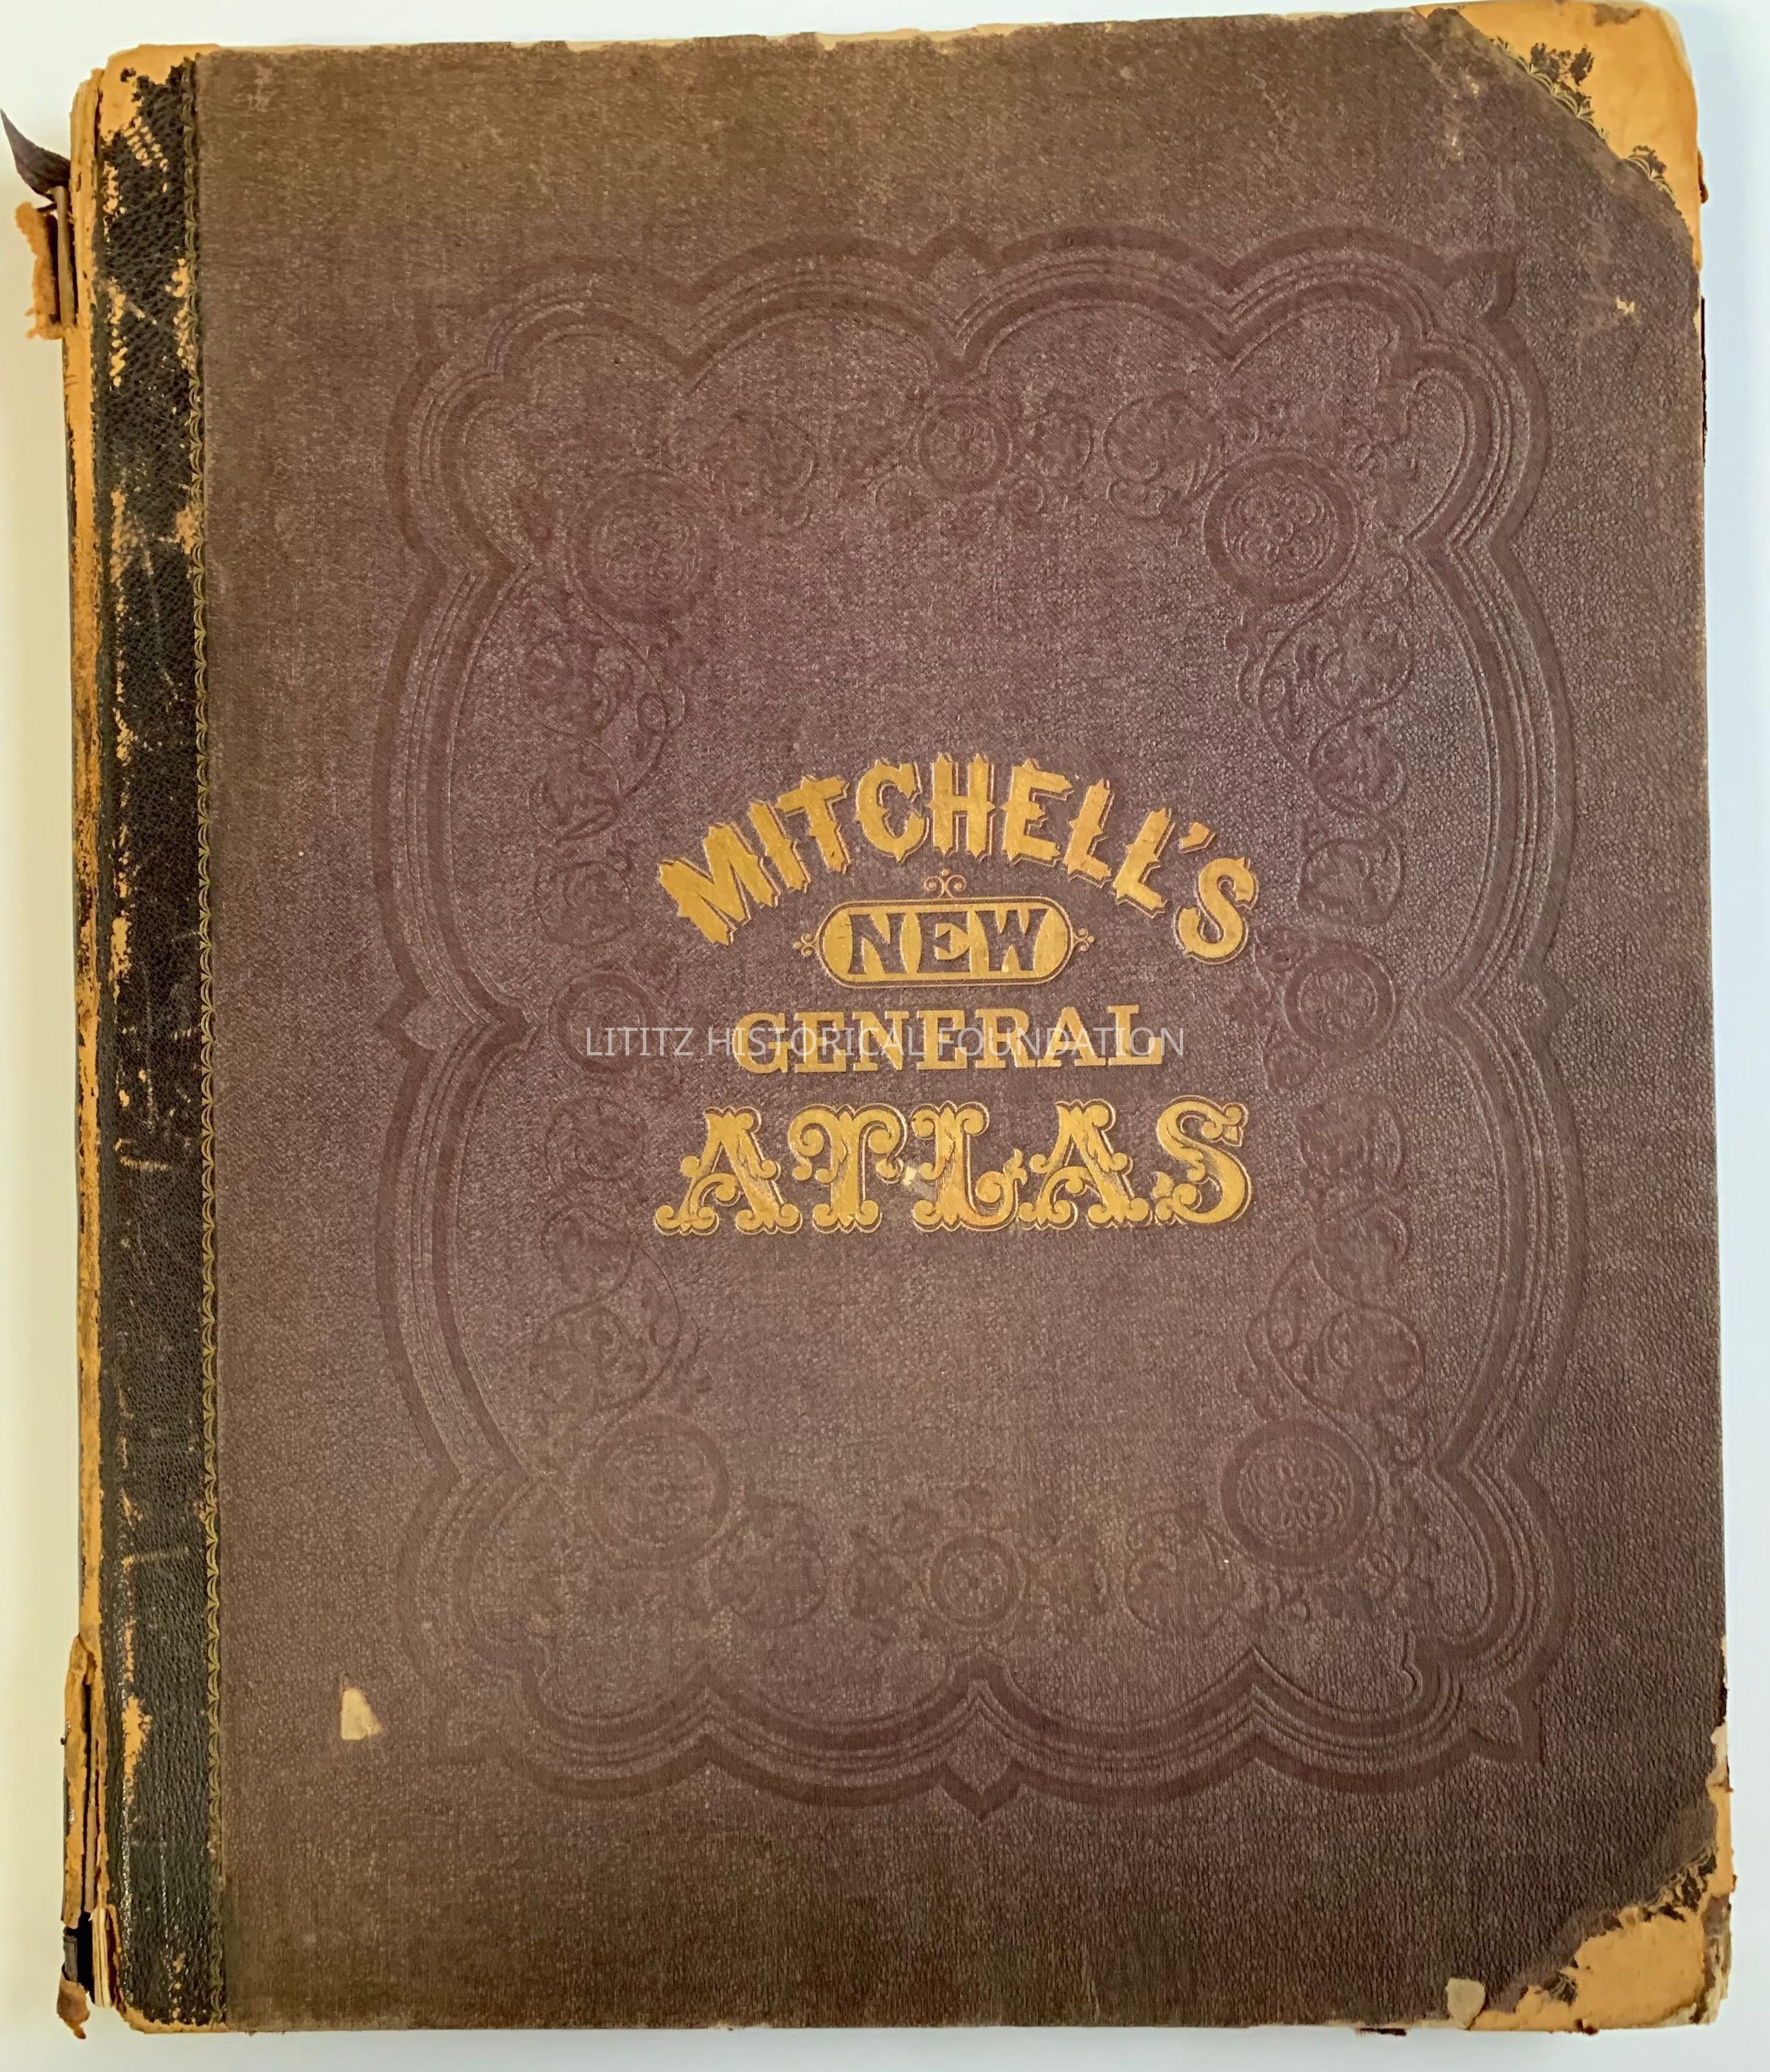 MITCHELL'S
NEW
GENERAL
LITITZ HISTORICAL FOUNDATION
ATLAS